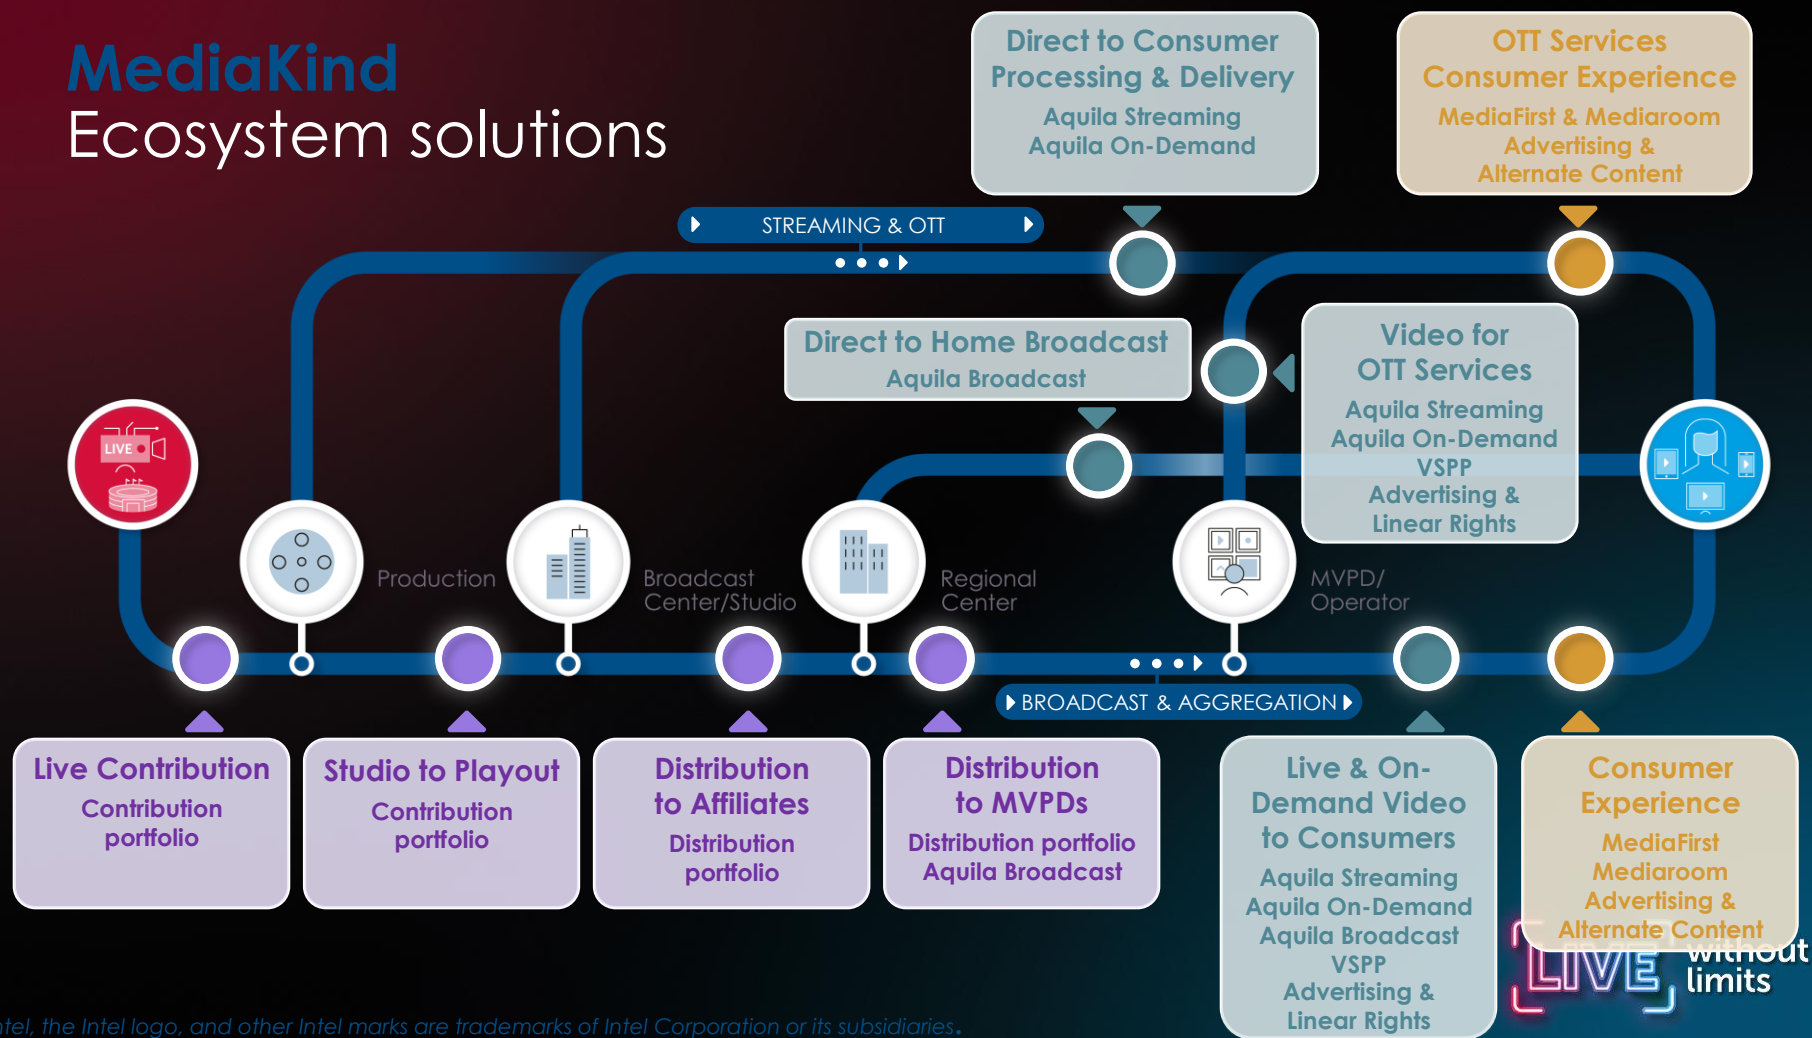 MediaKind
Ecosystem solutions
Direct to Consumer
Processing & Delivery
Aquila Streaming
Aquila On-Demand
OTT Services
Consumer Experience
MediaFirst & Mediaroom
Advertising &
Alternate Content
STREAMING & OTT
Direct to Home Broadcast
Aquila Broadcast
Video for
OTT Services
Aquila Streaming
Aquila On-Demand
VSPP
Advertising &
Linear Rights
LIVE
Production
Broadcast
Center/Studio
Regional
Center
MVPD/
Operator
BROADCAST & AGGREGATION
Live Contribution
Contribution
portfolio
Studio to Playout
Contribution
portfolio
Distribution
to Affiliates
Distribution
portfolio
Distribution
to MVPDs
Distribution portfolio
Aquila Broadcast
Live & On-
Demand Video
to Consumers
Aquila Streaming
Aquila On-Demand
Aquila Broadcast
VSPP
Advertising &
Linear Rights
Consumer
Experience
MediaFirst
Mediaroom
Advertising &
Alternate Content
LIVE without
limits
ntel, the Intel logo, and other Intel marks are trademarks of Intel Corporation or its subsidiaries.